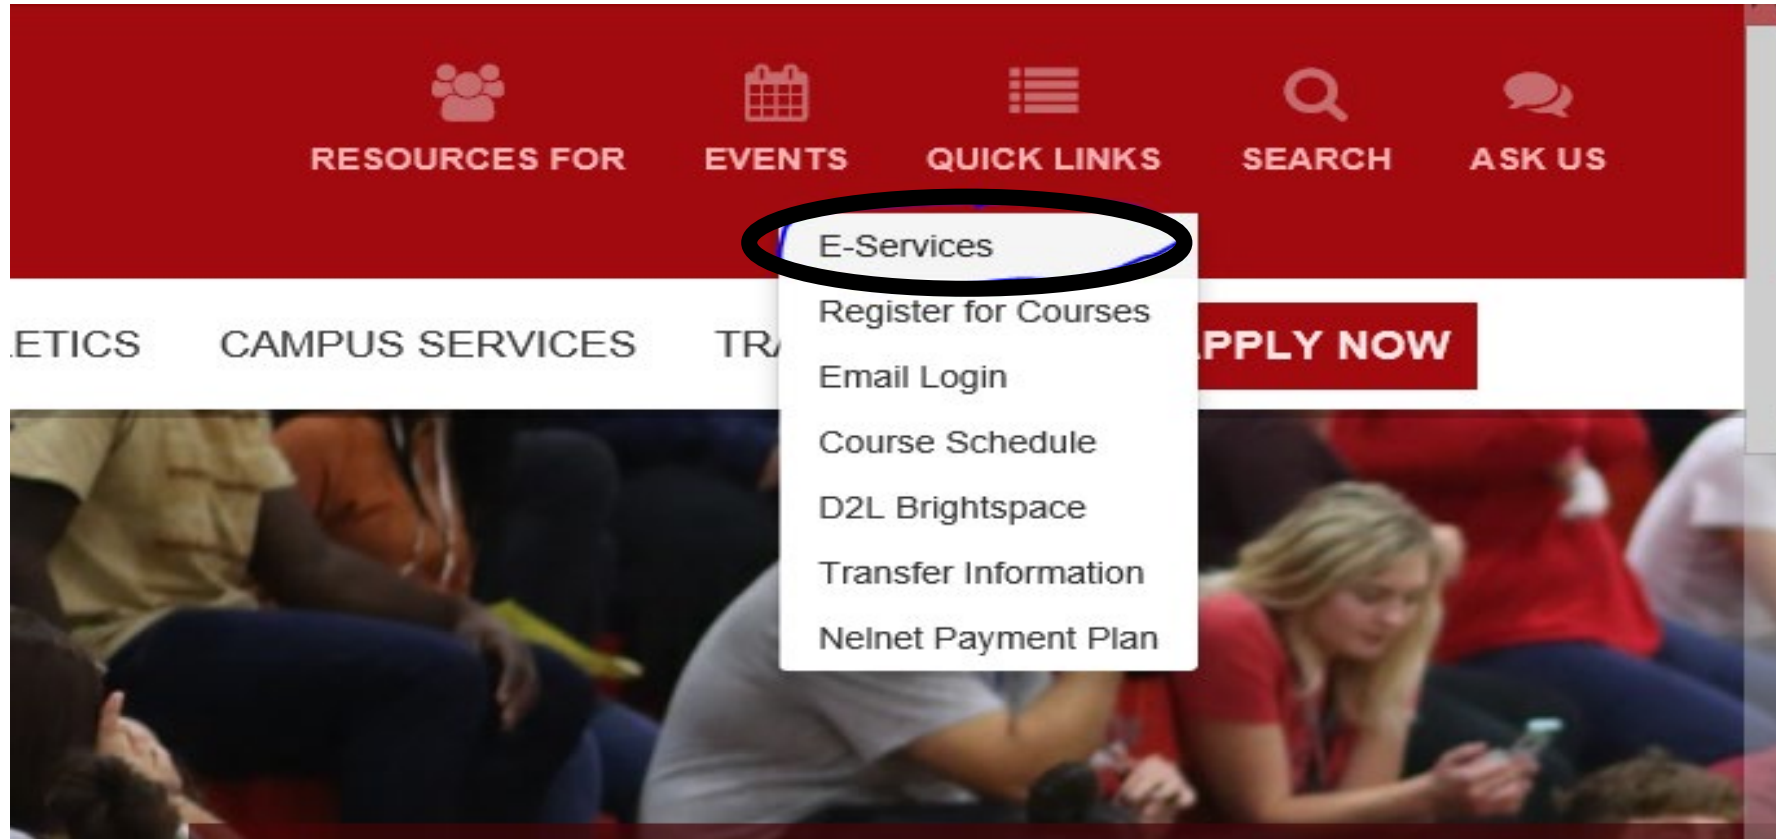 RESOURCES FOR EVENTS QUICK LINKS SEARCH ASK US
E-Services
Register for Courses
ETICS CAMPUS SERVICES TRA PPLY NOW
Email Login
Course Schedule
D2L Brightspace
Transfer Information
Nelnet Payment Plan